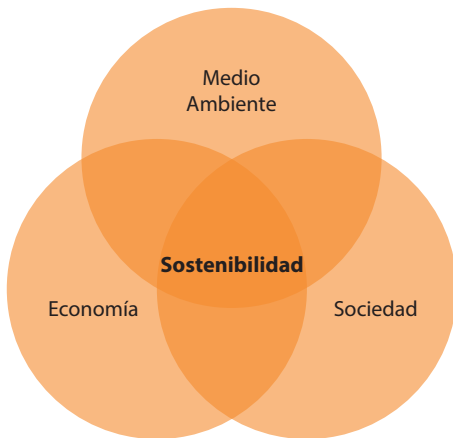 Medio
Ambiente
Sostenibilidad
Economía
Sociedad